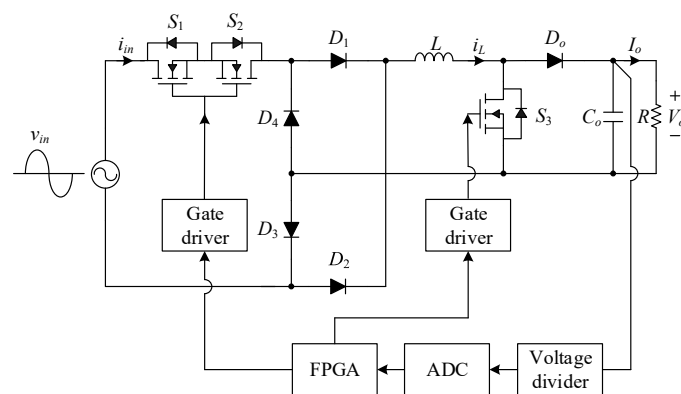 S1 S2 D1 L iL Do Io
iin
vin
D4
S3
Co R + Vo −
D3
Gate driver
Gate driver
D2
FPGA
ADC
Voltage divider